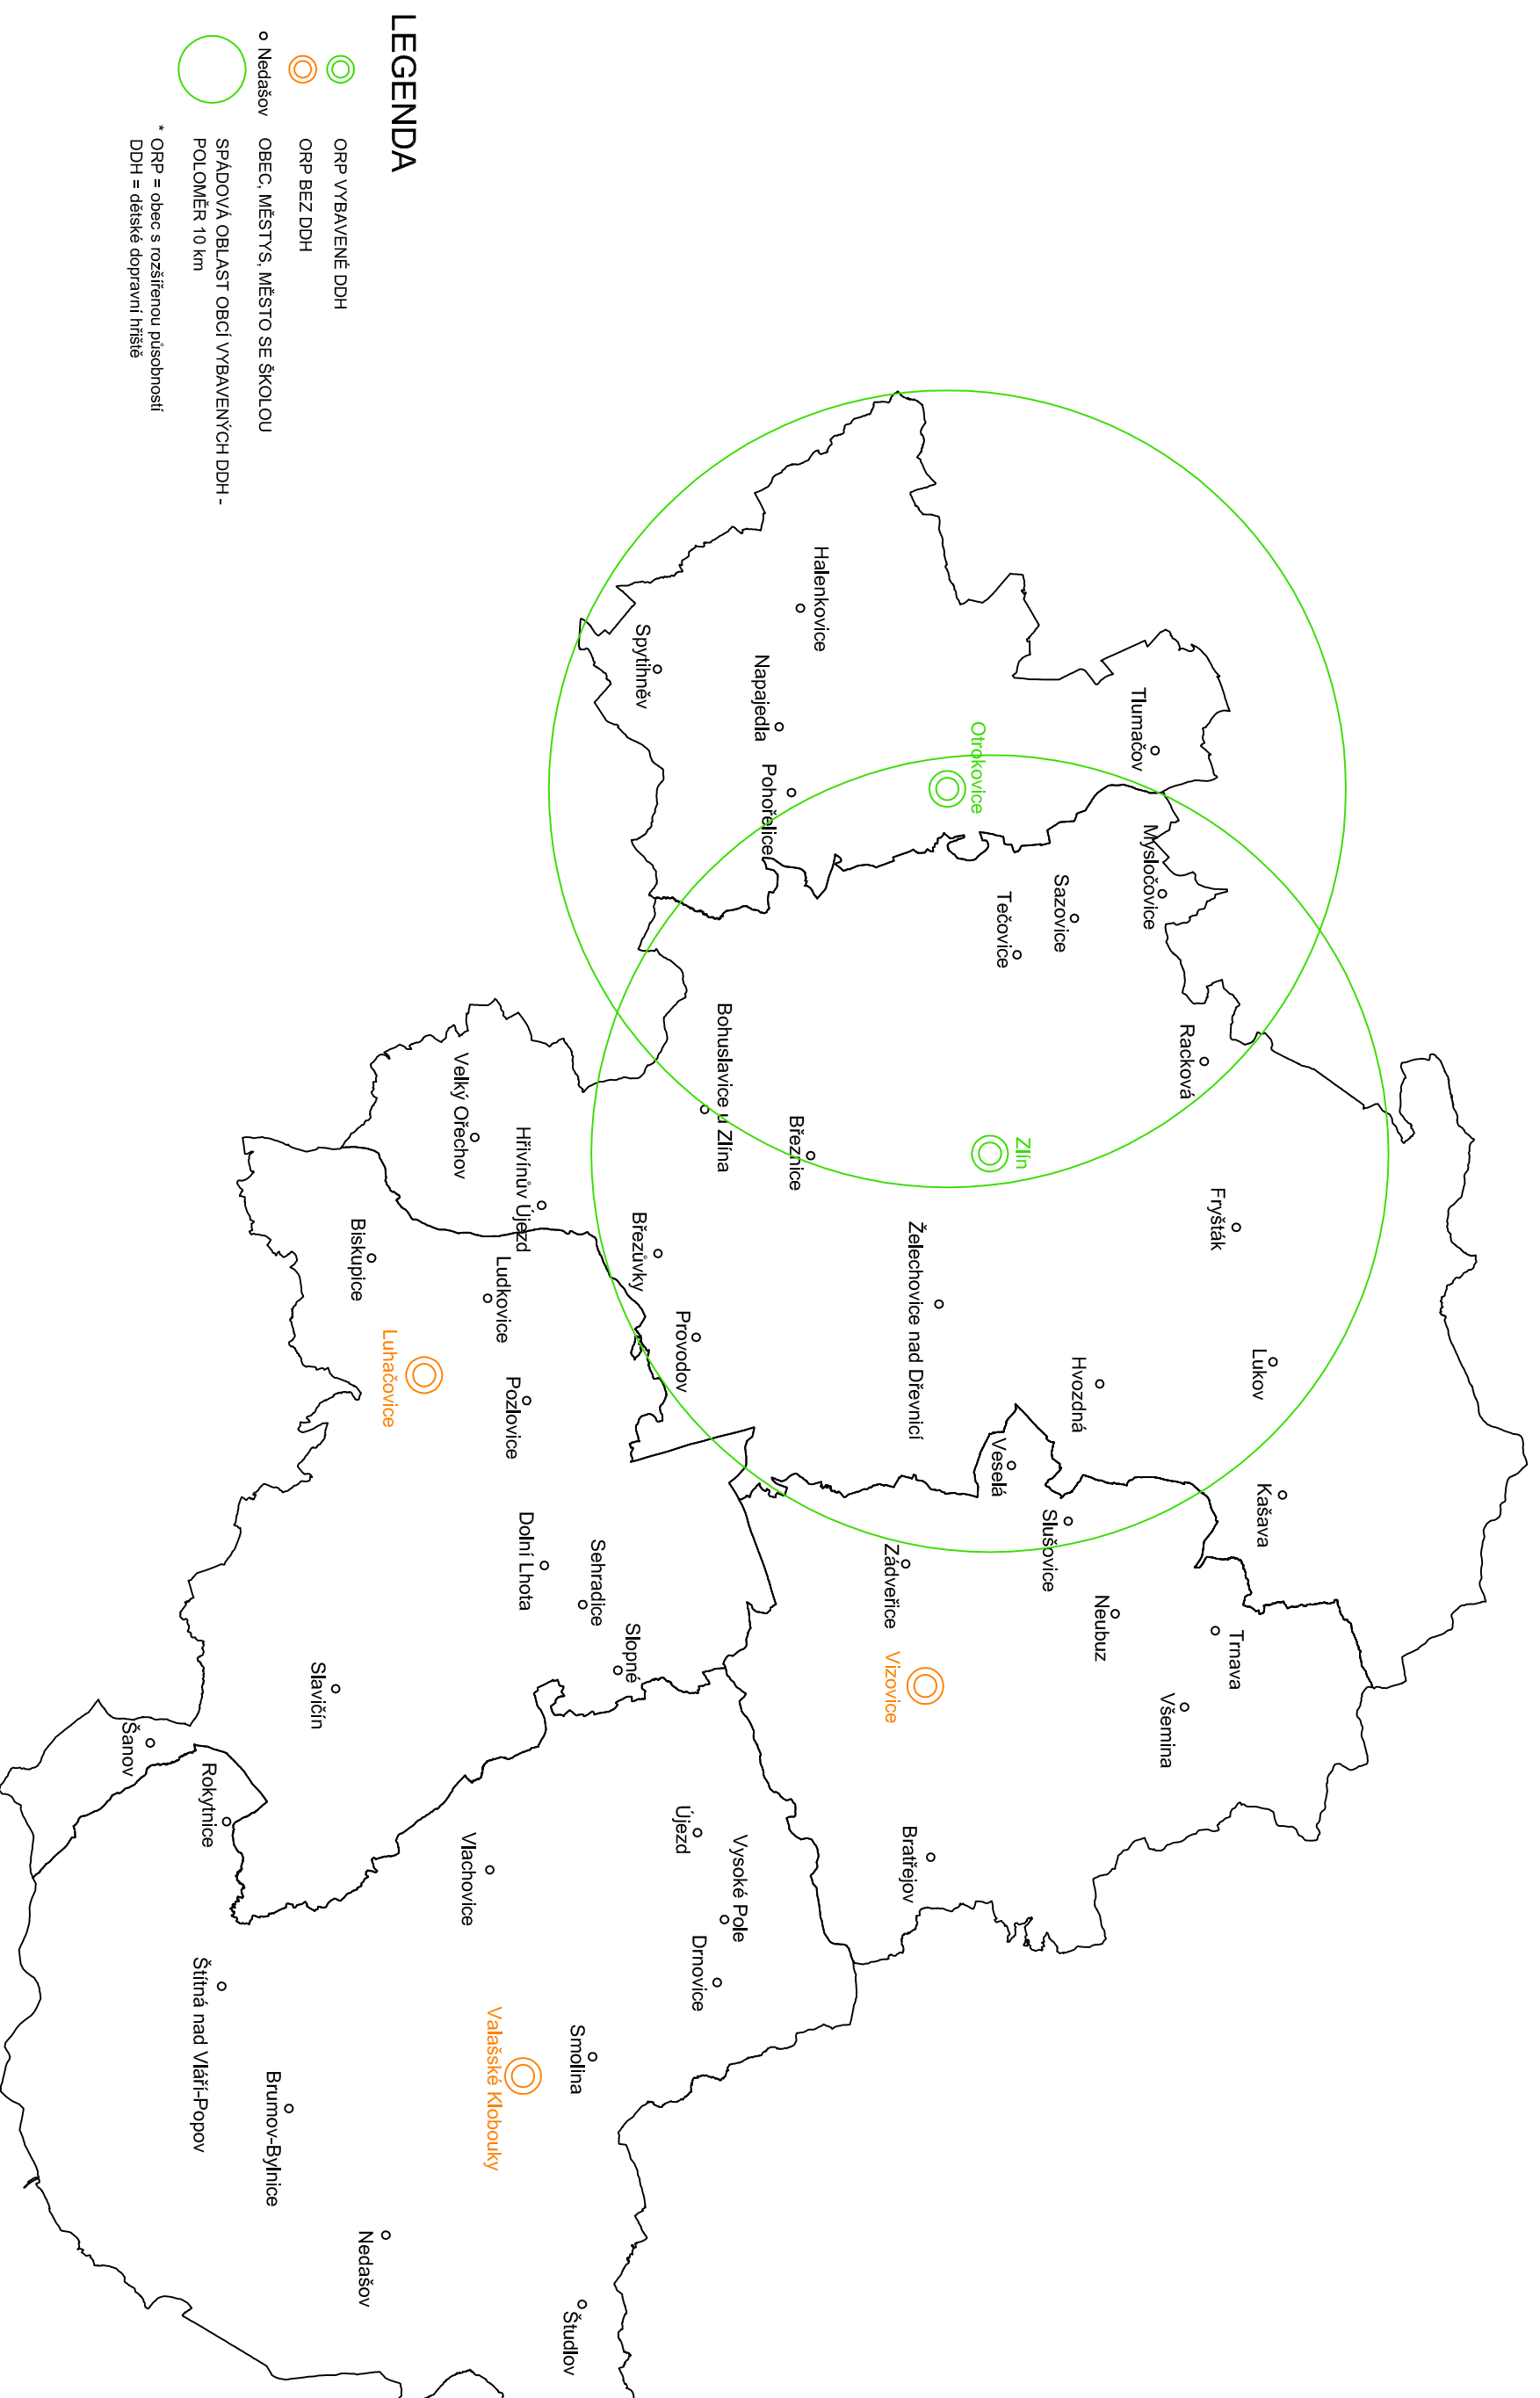 LEGENDA
ORP VYBAVENÉ DDH
ORP BEZ DDH
Nedašov
OBEC, MĚSTYS, MĚSTO SE ŠKOLOU
SPÁDOVÁ OBLAST OBCÍ VYBAVENÝCH DDH -
POLOMĚR 10 km
* ORP = obec s rozšířenou působností
DDH = dětské dopravní hřiště
Kašava
Lukov
Trnava
Fryšták
Racková
Všemina
Mysločovice
Tlumačov
Neubuz
Hvozdná
Sazovice
Slušovice
Zlín
Tečovice
Veselá
Otrokovice
Želechovice nad Dřevnicí
Bratřejov
Vizovice
Zádveřice
Halenkovice
Březnice
Pohořelice
Napajedla
Vysoké Pole
Bohuslavice u Zlína
Drnovice
Provodov
Újezd
Spytihněv
Březůvky
Slopné
Sehradice
Smolina
Študlov
Dolní Lhota
Hřivínův Újezd
Pozlovice
Ludkovice
Valašské Klobouky
Vlachovice
Velký Ořechov
Luhačovice
Nedašov
Biskupice
Slavičín
Brumov-Bylnice
Rokytnice
Štítná nad Vláří-Popov
Šanov